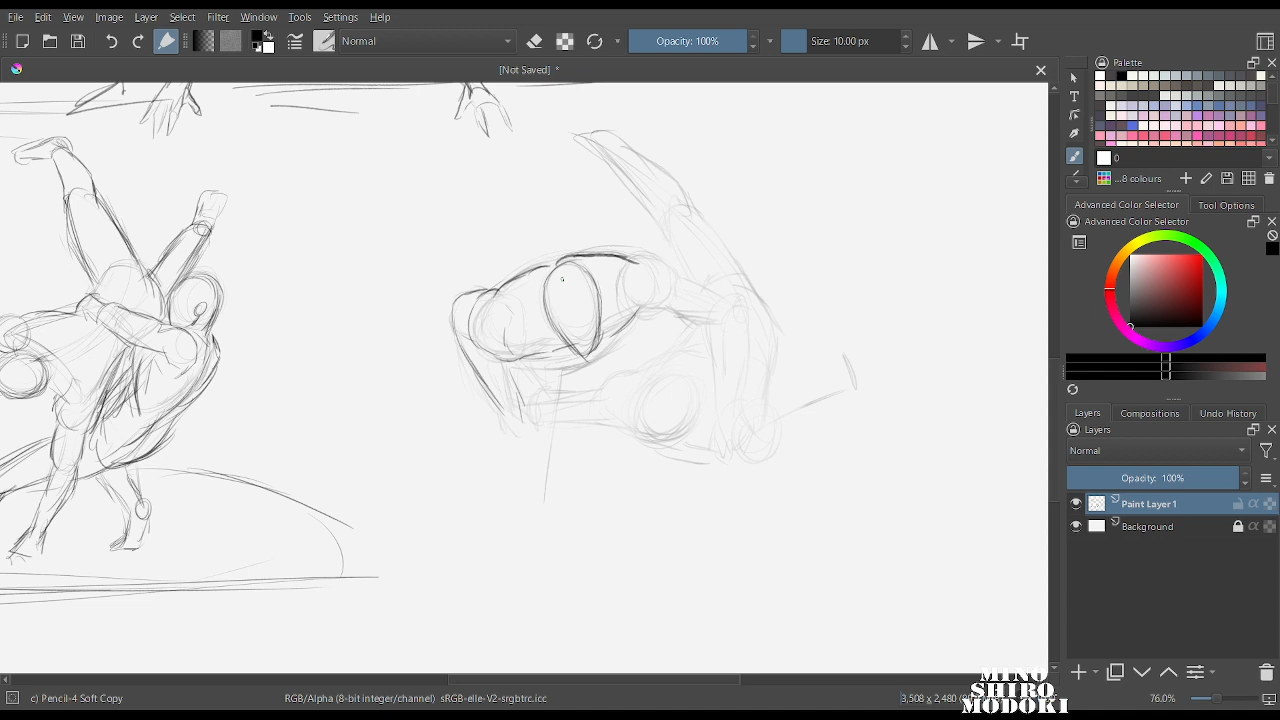 File Edit View Image Layer Select Filter Window Tools Settings Help
Normal Opacity: 100% Size: 10.00 px
[Not Saved] *
Palette
0
...8 colours
Advanced Color Selector Tool Options
Advanced Color Selector
Layers Compositions Undo History
Layers
Normal
Opacity: 100%
Paint Layer 1
Background
c) Pencil-4 Soft Copy RGB/Alpha (8-bit integer/channel) sRGB-elle-V2-srgbtrc.icc 3,508 x 2,480 76.0%
MINO
SHIRO
MODOKI